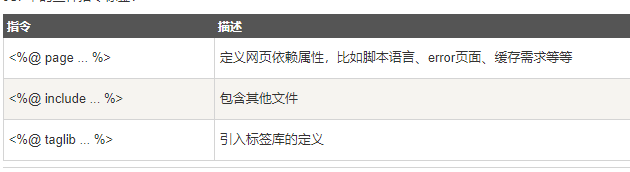 指令 描述
<%@ page ... %> 定义网页依赖属性，比如脚本语言、error页面、缓存需求等等
<%@ include ... %> 包含其他文件
<%@ taglib ... %> 引入标签库的定义